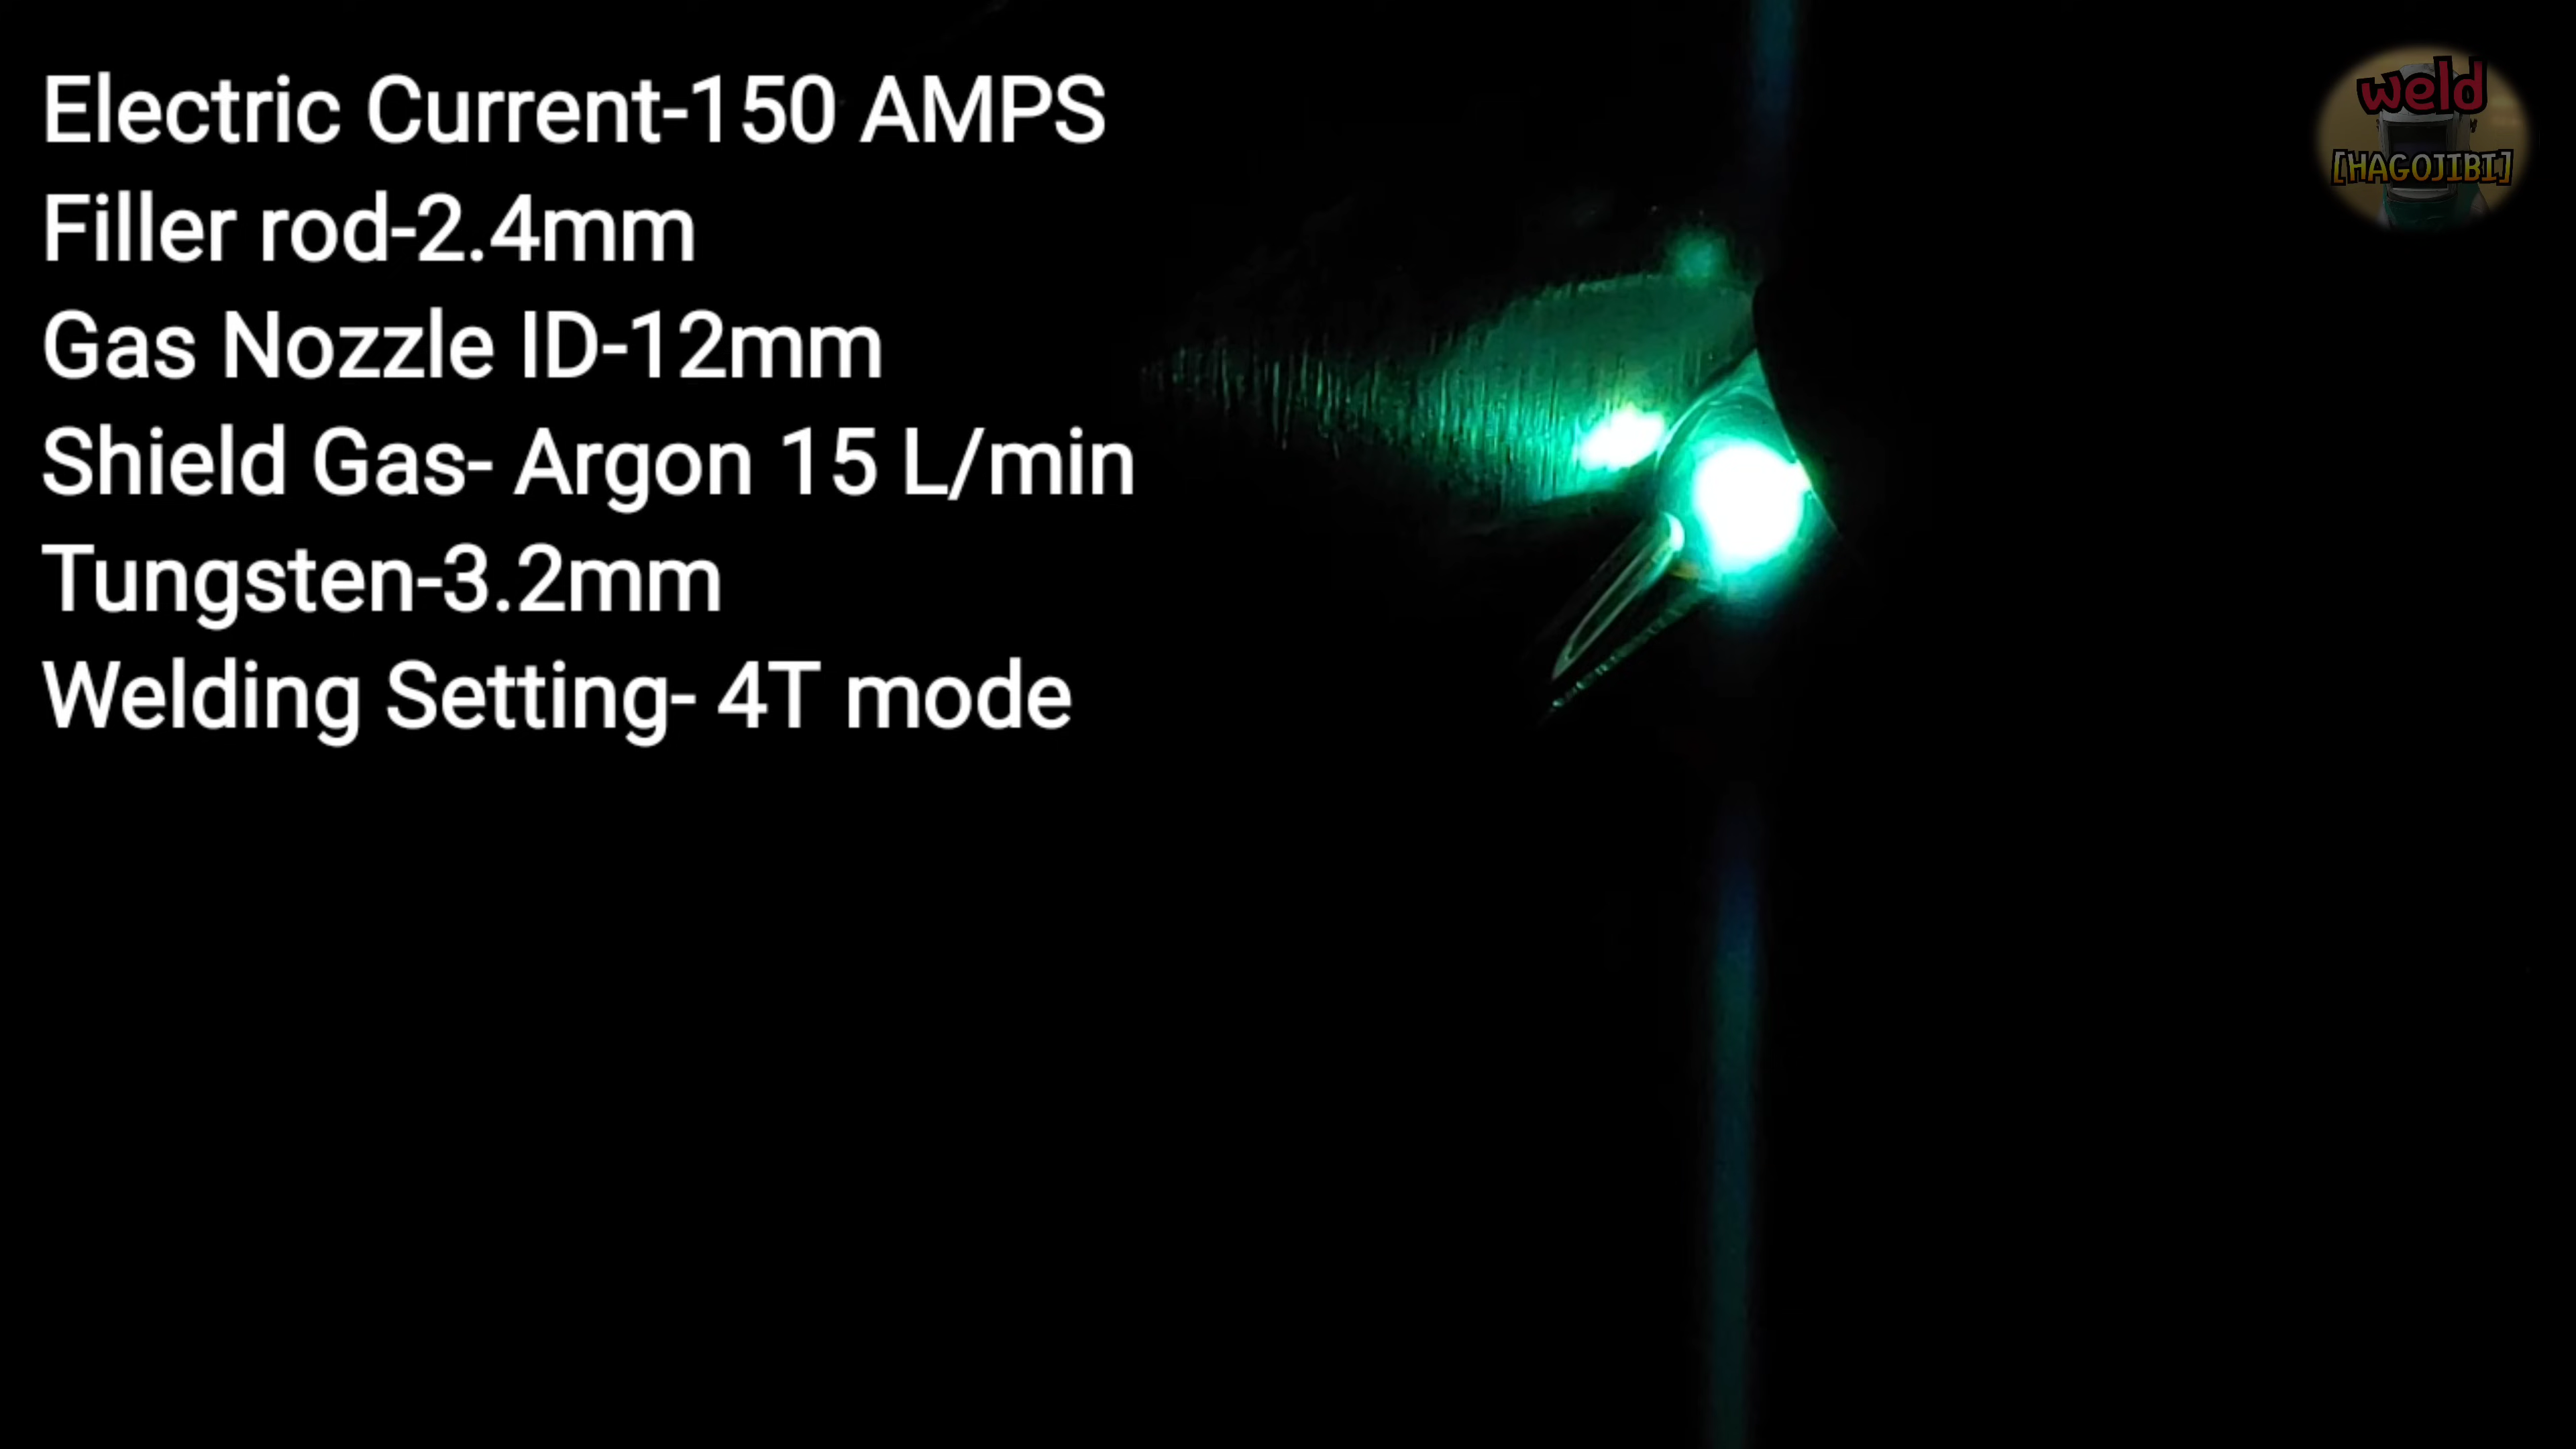 Electric Current-150 AMPS
Filler rod-2.4mm
Gas Nozzle ID-12mm
Shield Gas- Argon 15 L/min
Tungsten-3.2mm
Welding Setting- 4T mode
weld
[HAGOJIBI]